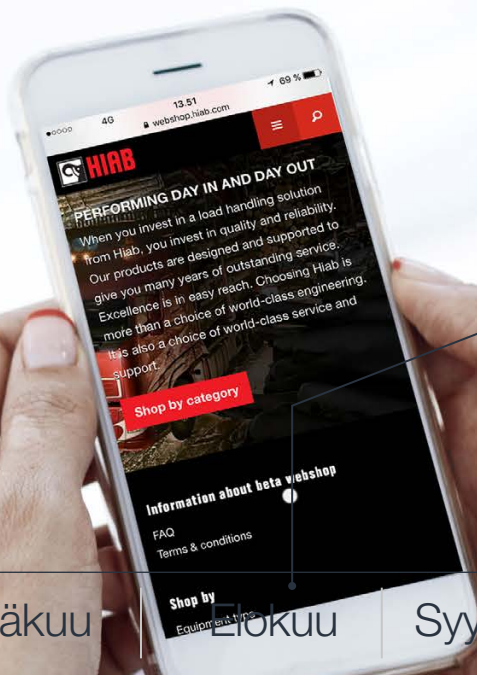 4G
13.51
69 %
webshop.hiab.com
HIAB
PERFORMING DAY IN AND DAY OUT
When you invest in a load handling solution
from Hiab, you invest in quality and reliability.
Our products are designed and supported to
give you many years of outstanding service.
Excellence is in easy reach. Choosing Hiab is
more than a choice of world-class engineering.
It is also a choice of world-class service and
support.
Shop by category
Information about beta webshop
FAQ
Terms & conditions
Shop by
Equipment type
äkuu
Elokuu
Syy